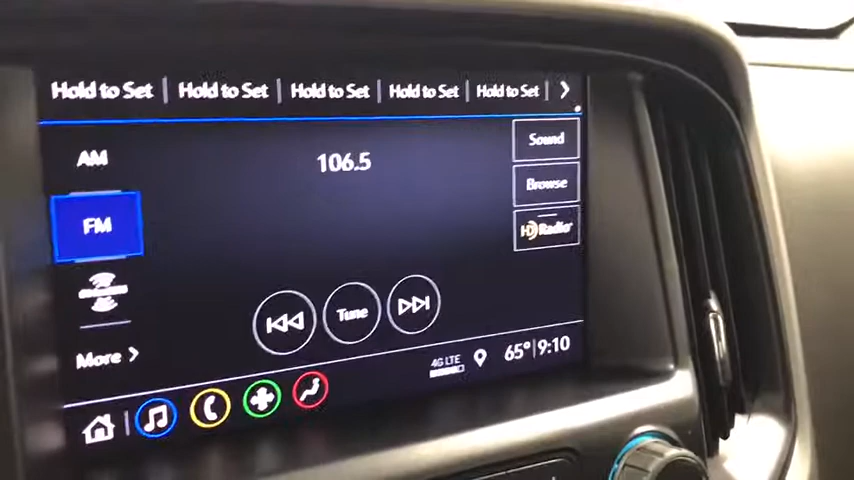 Hold to Set Hold to Set Hold to Set Hold to Set Hold to Set
AM
106.5
Sound
FM
Browse
HD Radio
Tune
More
4G LTE
65° 9:10